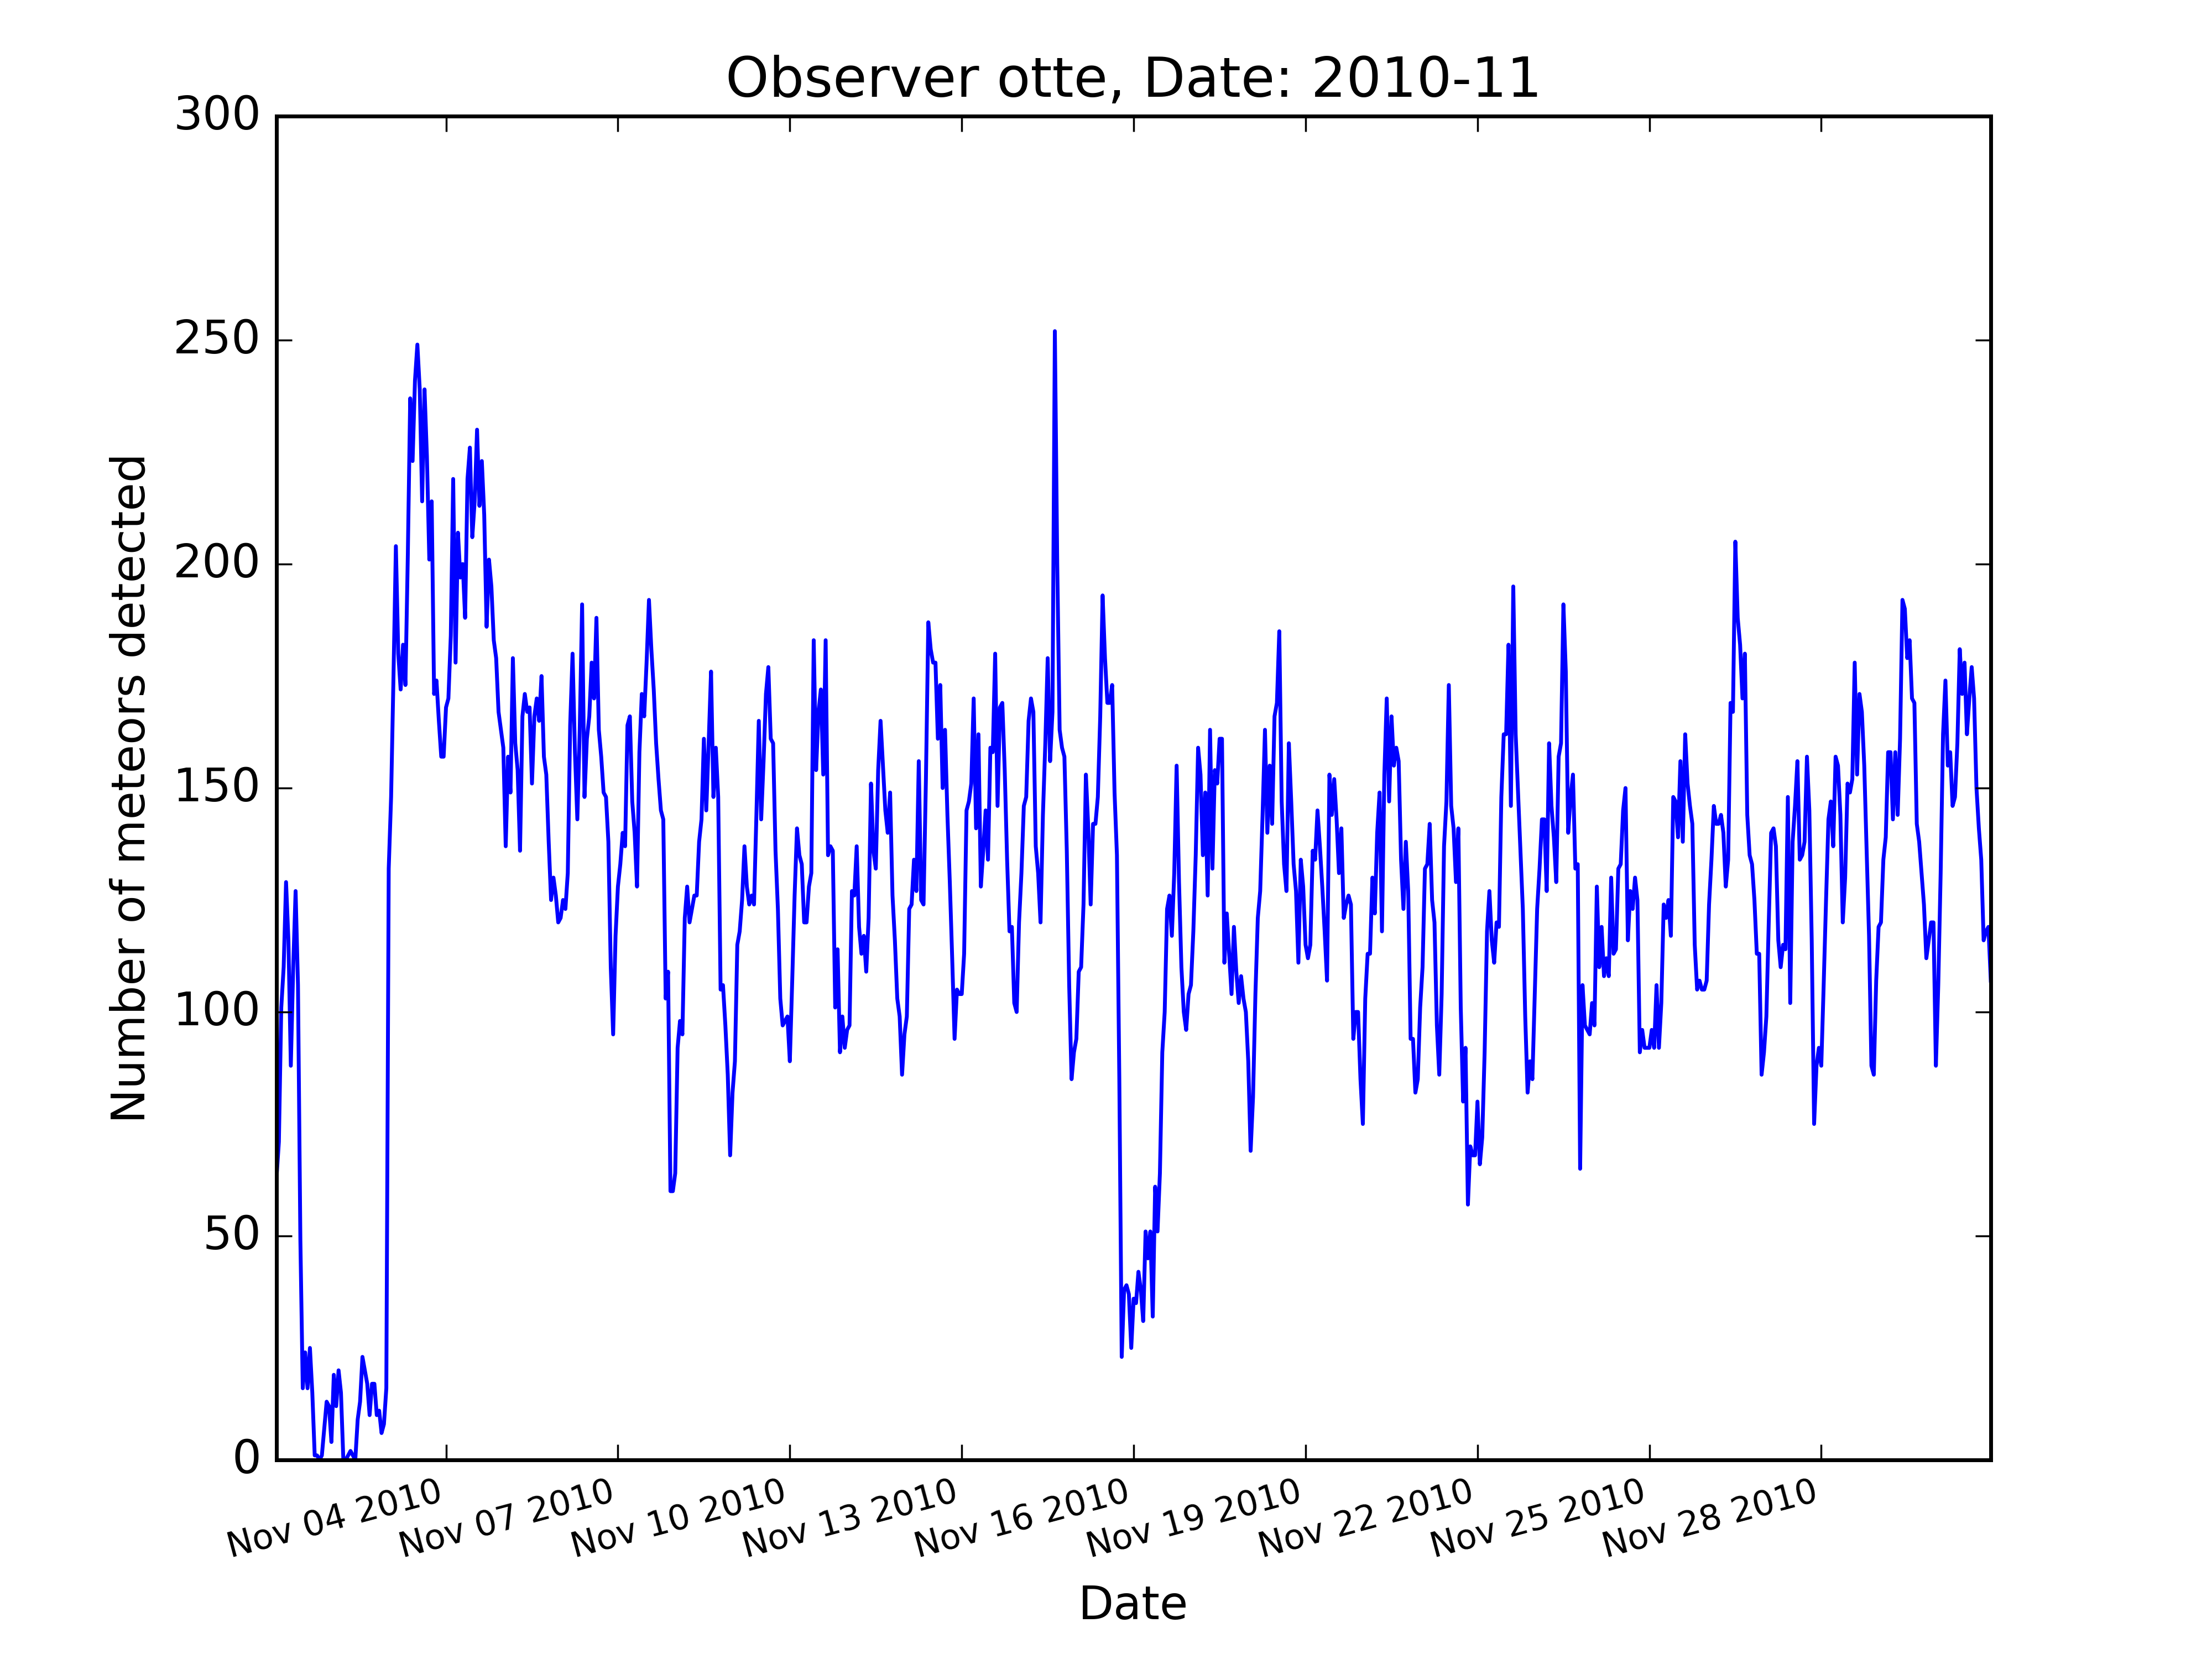 Observer otte, Date: 2010-11
300
250
200
150
100
50
0
Number of meteors detected
Nov 04 2010
Nov 07 2010
Nov 10 2010
Nov 13 2010
Nov 16 2010
Nov 19 2010
Nov 22 2010
Nov 25 2010
Nov 28 2010
Date